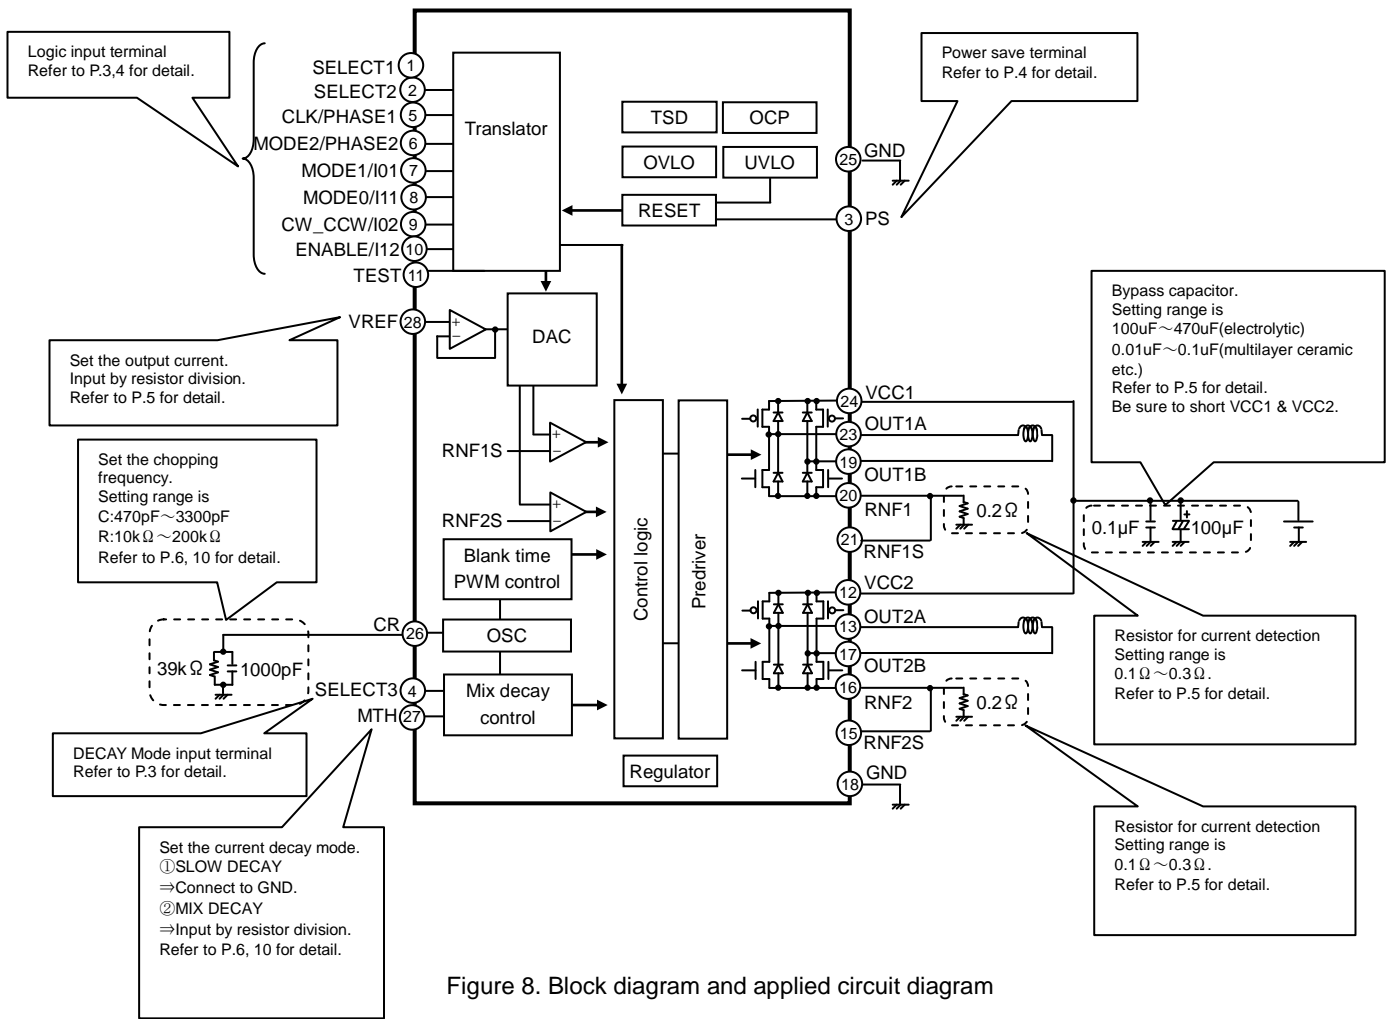 Logic input terminal
Refer to P.3,4 for detail.
SELECT1 1
SELECT2 2
CLK/PHASE1 5
MODE2/PHASE2 6
MODE1/I01 7
MODE0/I11 8
CW_CCW/I02 9
ENABLE/I12 10
TEST 11
Translator
TSD
OCP
OVLO
UVLO
RESET
25 GND
3 PS
Power save terminal
Refer to P.4 for detail.
VREF 28
+
−
DAC
Set the output current.
Input by resistor division.
Refer to P.5 for detail.
Bypass capacitor.
Setting range is
100uF～470uF(electrolytic)
0.01uF～0.1uF(multilayer ceramic
etc.)
Refer to P.5 for detail.
Be sure to short VCC1 & VCC2.
Set the chopping
frequency.
Setting range is
C:470pF～3300pF
R:10kΩ～200kΩ
Refer to P.6, 10 for detail.
RNF1S
+
−
RNF2S
+
−
Blank time
PWM control
OSC
Mix decay
control
Control logic
Predriver
Regulator
24 VCC1
23 OUT1A
19 OUT1B
20 RNF1
21 RNF1S
0.2Ω
0.1µF
+
100µF
12 VCC2
13 OUT2A
17 OUT2B
16 RNF2
15 RNF2S
0.2Ω
18 GND
CR 26
39kΩ
1000pF
SELECT3 4
MTH 27
DECAY Mode input terminal
Refer to P.3 for detail.
Set the current decay mode.
①SLOW DECAY
⇒Connect to GND.
②MIX DECAY
⇒Input by resistor division.
Refer to P.6, 10 for detail.
Resistor for current detection
Setting range is
0.1Ω～0.3Ω.
Refer to P.5 for detail.
Resistor for current detection
Setting range is
0.1Ω～0.3Ω.
Refer to P.5 for detail.
Figure 8. Block diagram and applied circuit diagram